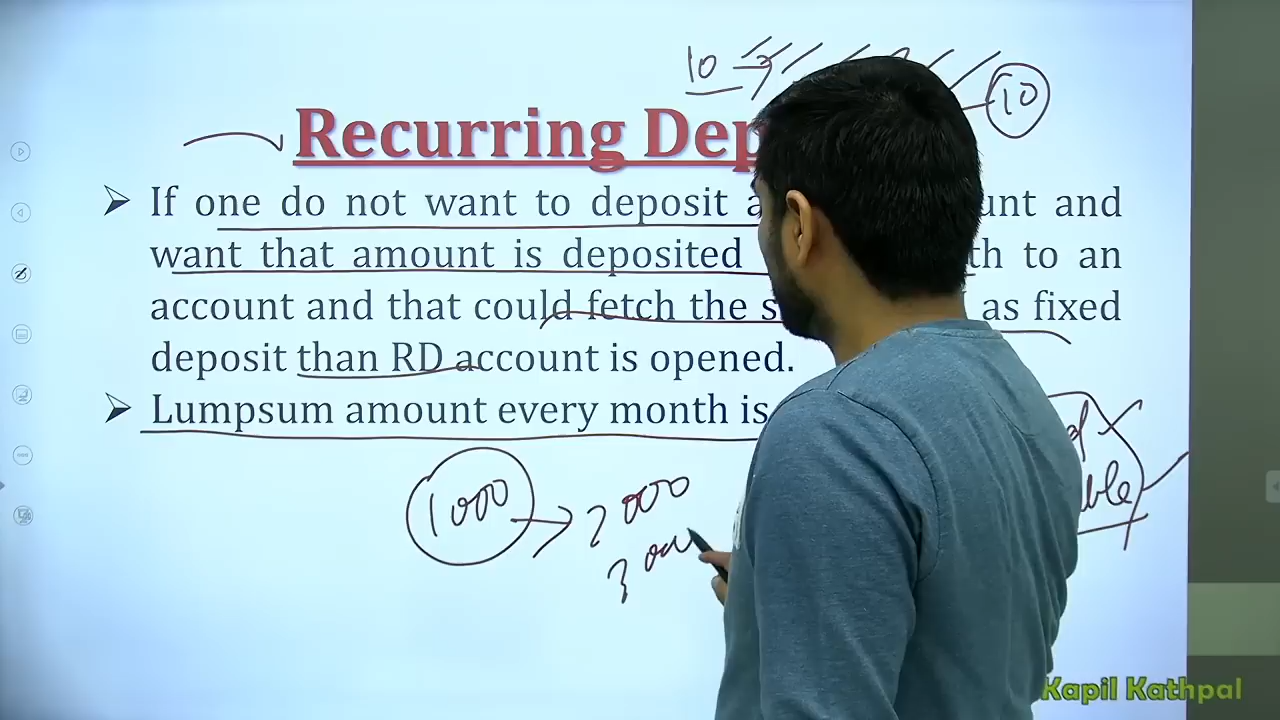 10 10
Recurring Dep
If one do not want to deposit a unt and
want that amount is deposited th to an
account and that could fetch the s as fixed
deposit than RD account is opened.
Lumpsum amount every month is
1000 2000
3000
able
Kapil Kathpal